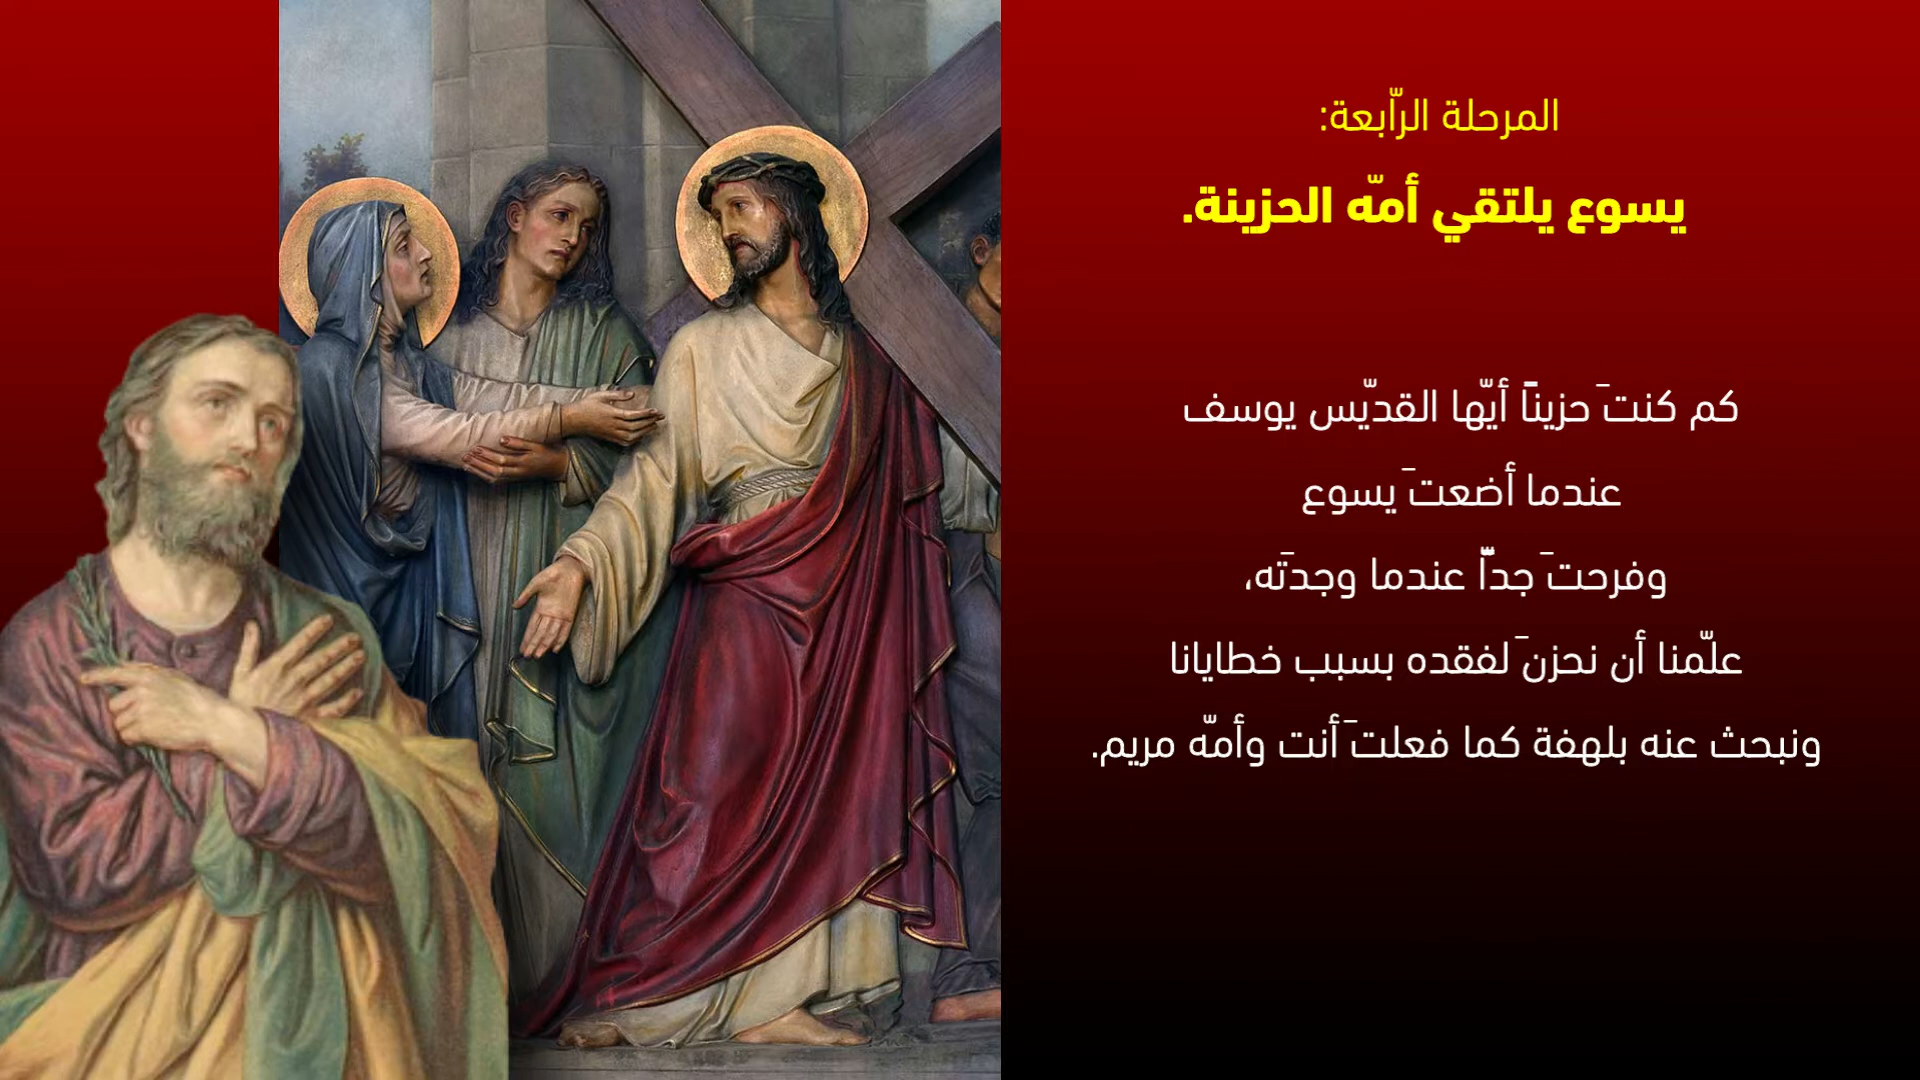 المرحلة الرّابعة:
يسوع يلتقي أمّه الحزينة.
كم كنتَ حزينًا أيّها القدّيس يوسف
عندما أضعتَ يسوع
وفرحتَ جدًّا عندما وجدتَه،
علّمنا أن نحزنَ لفقده بسبب خطايانا
ونبحث عنه بلهفة كما فعلتَ أنت وأمّه مريم.